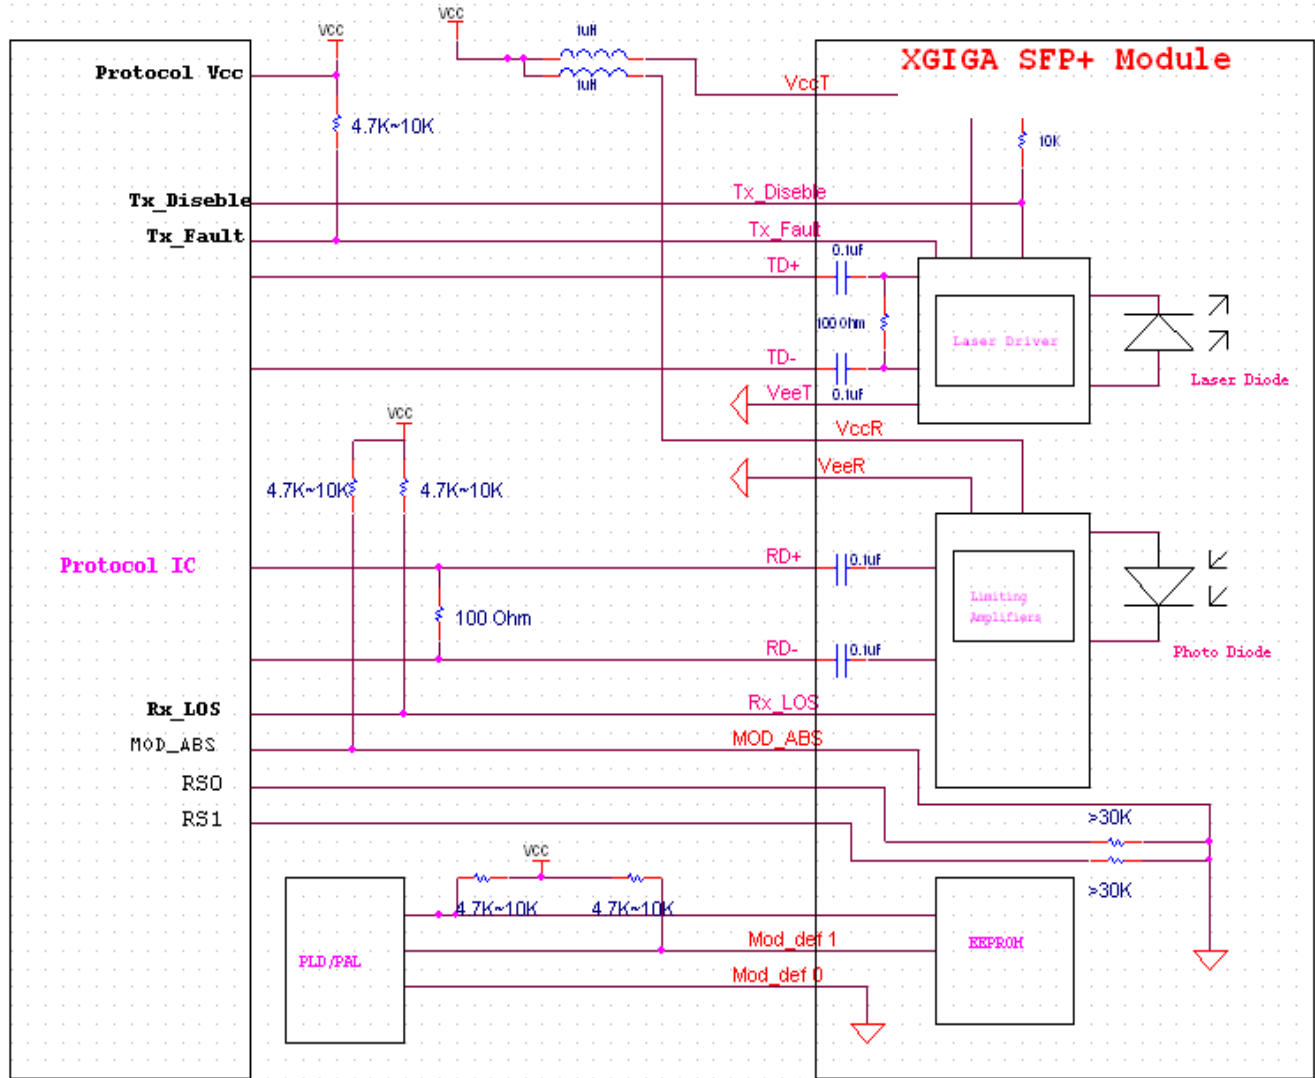 VCC
VCC
1uH
XGIGA SFP+ Module
Protocol Vcc
1uH
VccT
4.7K~10K
10K
Tx_Diseble
Tx_Diseble
Tx_Fault
Tx_Fault
0.1uF
TD+
100 Ohm
Laser Driver
TD-
Laser Diode
VeeT
0.1uF
VCC
VccR
VeeR
4.7K~10K
4.7K~10K
Protocol IC
RD+
0.1uF
Limiting
Amplifiers
100 Ohm
RD-
0.1uF
Photo Diode
Rx_LOS
Rx_LOS
MOD_ABS
MOD_ABS
RS0
RS1
>30K
VCC
>30K
4.7K~10K
4.7K~10K
Mod_def 1
EEPROM
PLD/PAL
Mod_def 0